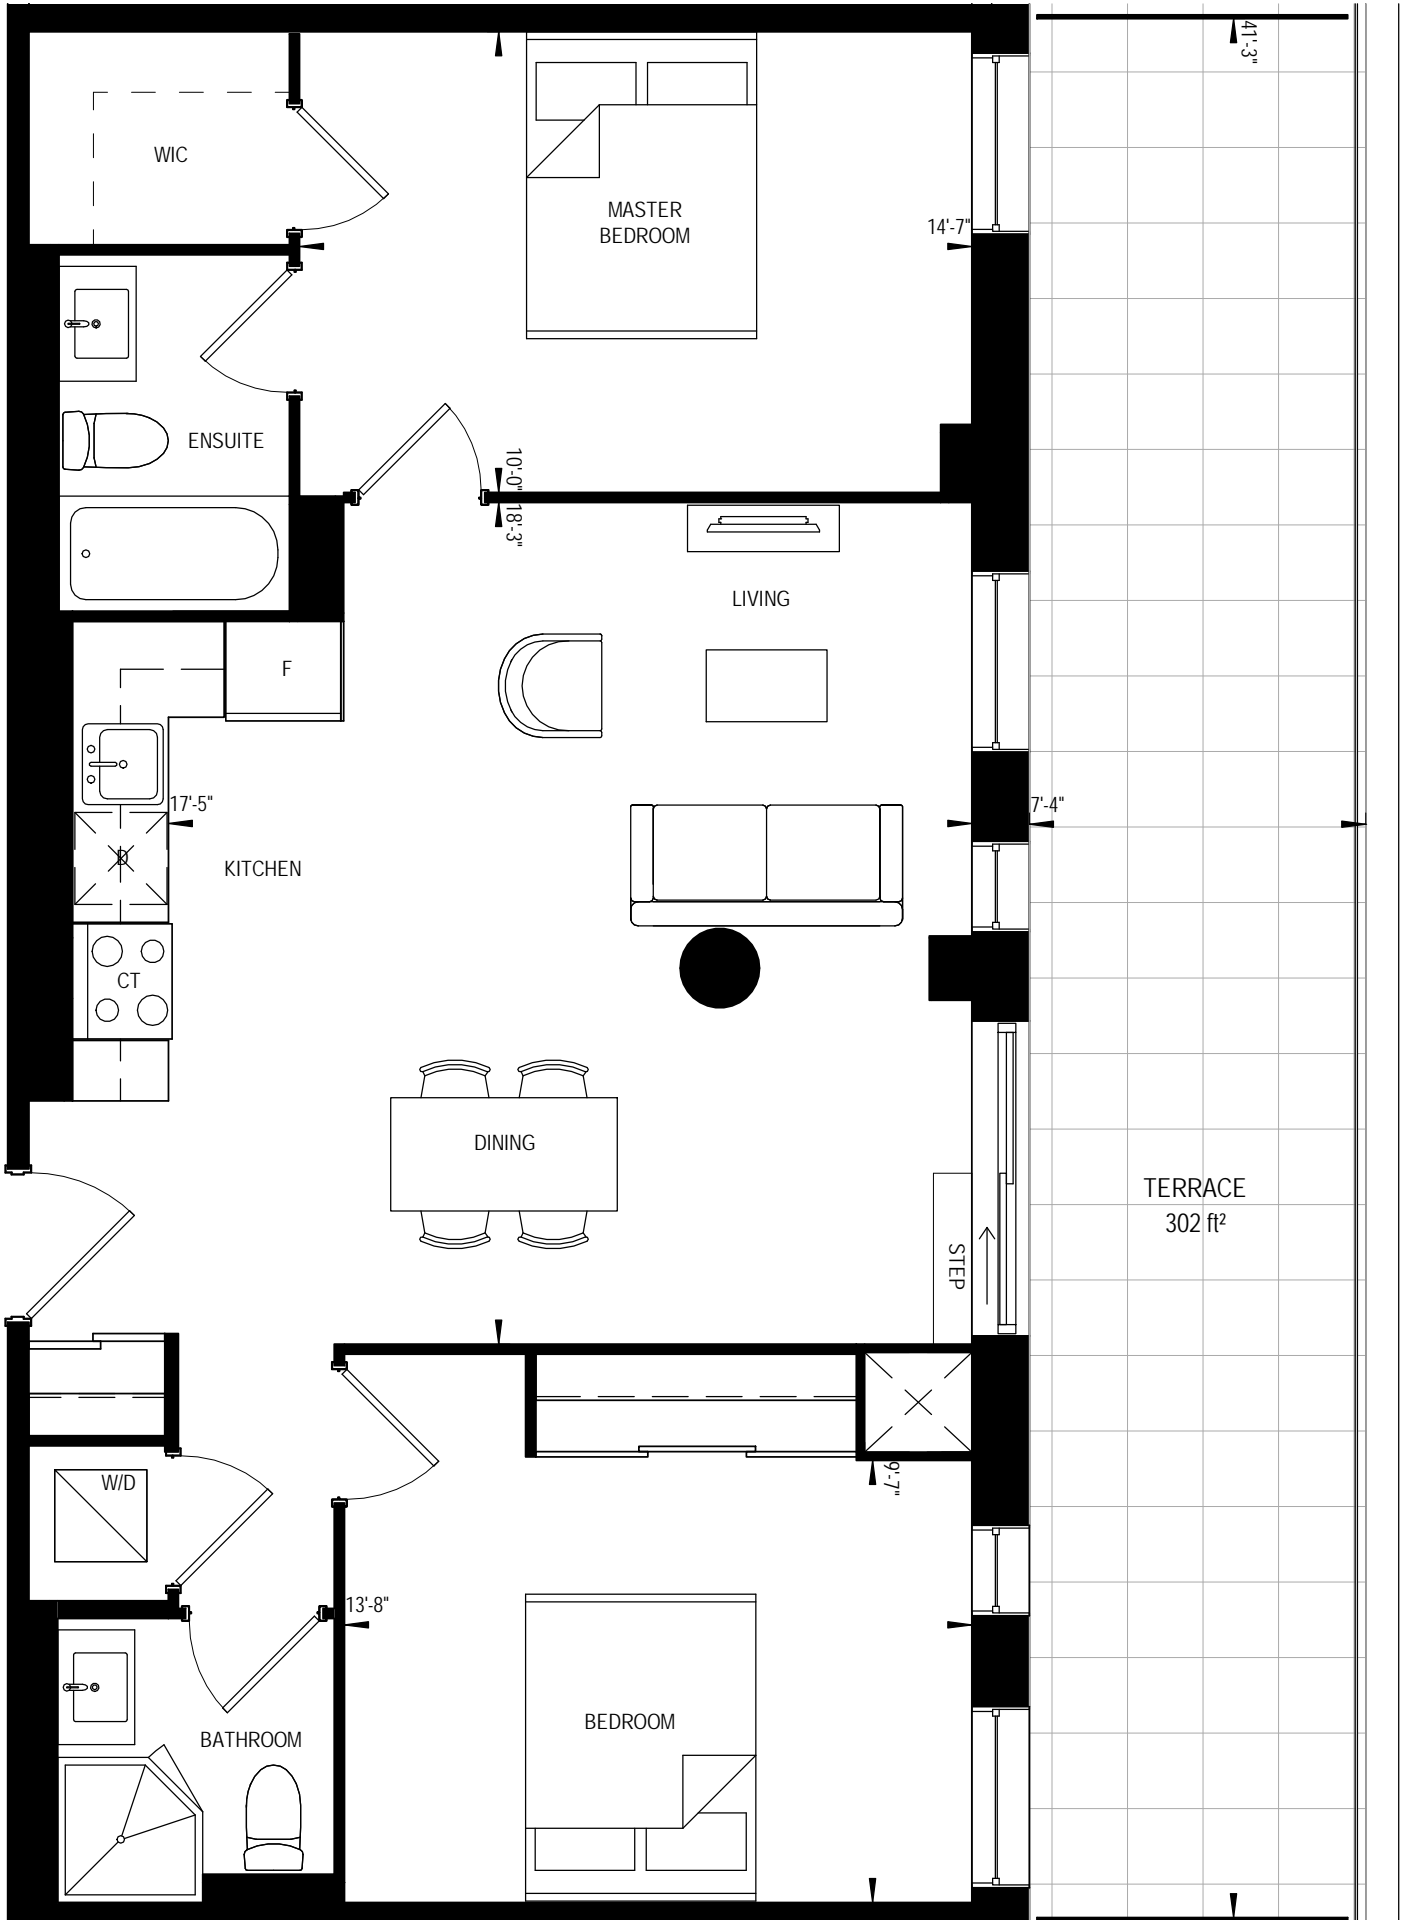 41'-3"
WIC
MASTER
BEDROOM
14'-7"
ENSUITE
10'-0"
18'-3"
LIVING
F
17'-5"
7'-4"
D
KITCHEN
CT
DINING
TERRACE
302 ft²
STEP
W/D
9'-7"
13'-8"
BEDROOM
BATHROOM